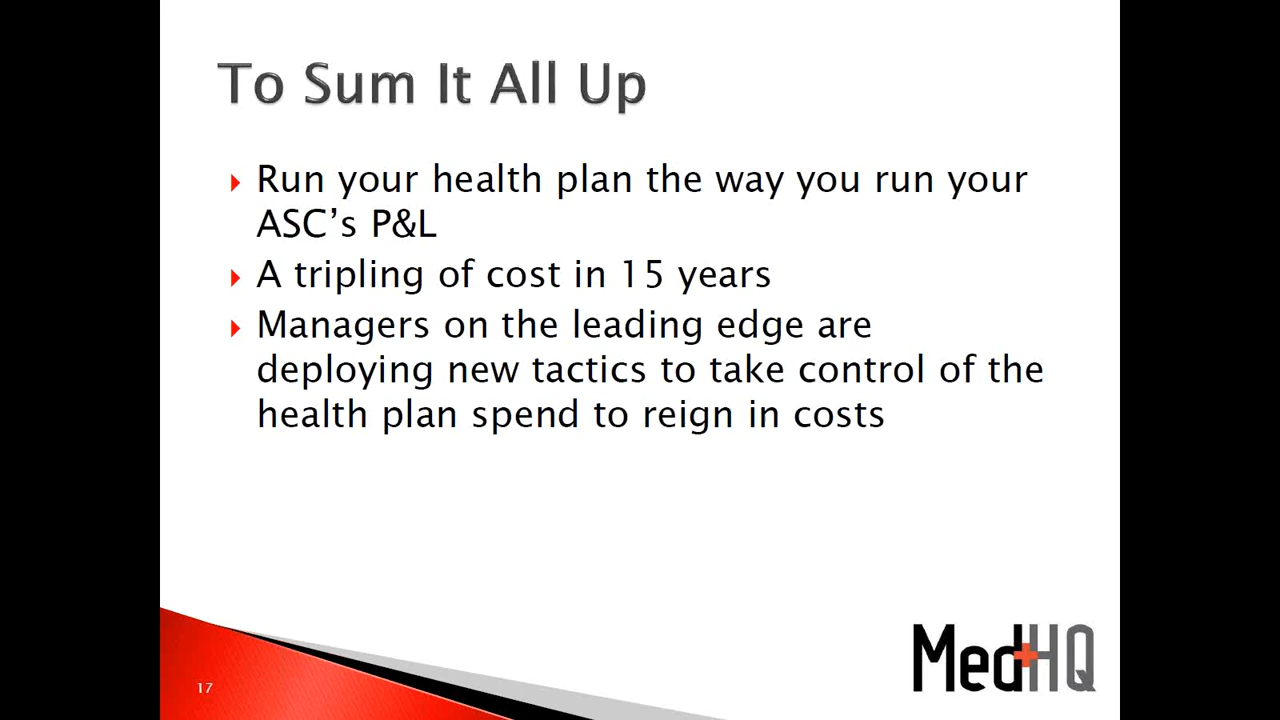 To Sum It All Up
Run your health plan the way you run your
ASC’s P&L
A tripling of cost in 15 years
Managers on the leading edge are
deploying new tactics to take control of the
health plan spend to reign in costs
17
MedHQ